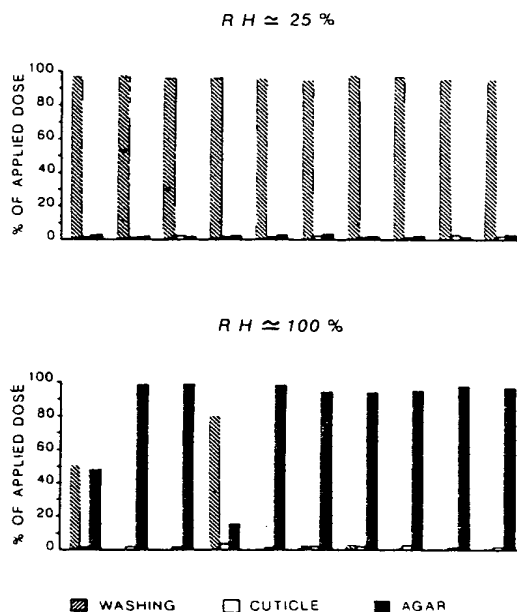 R H ≃ 25 %
% OF APPLIED DOSE
100
80
60
40
20
0
R H ≃ 100 %
% OF APPLIED DOSE
100
80
60
40
20
0
WASHING CUTICLE AGAR